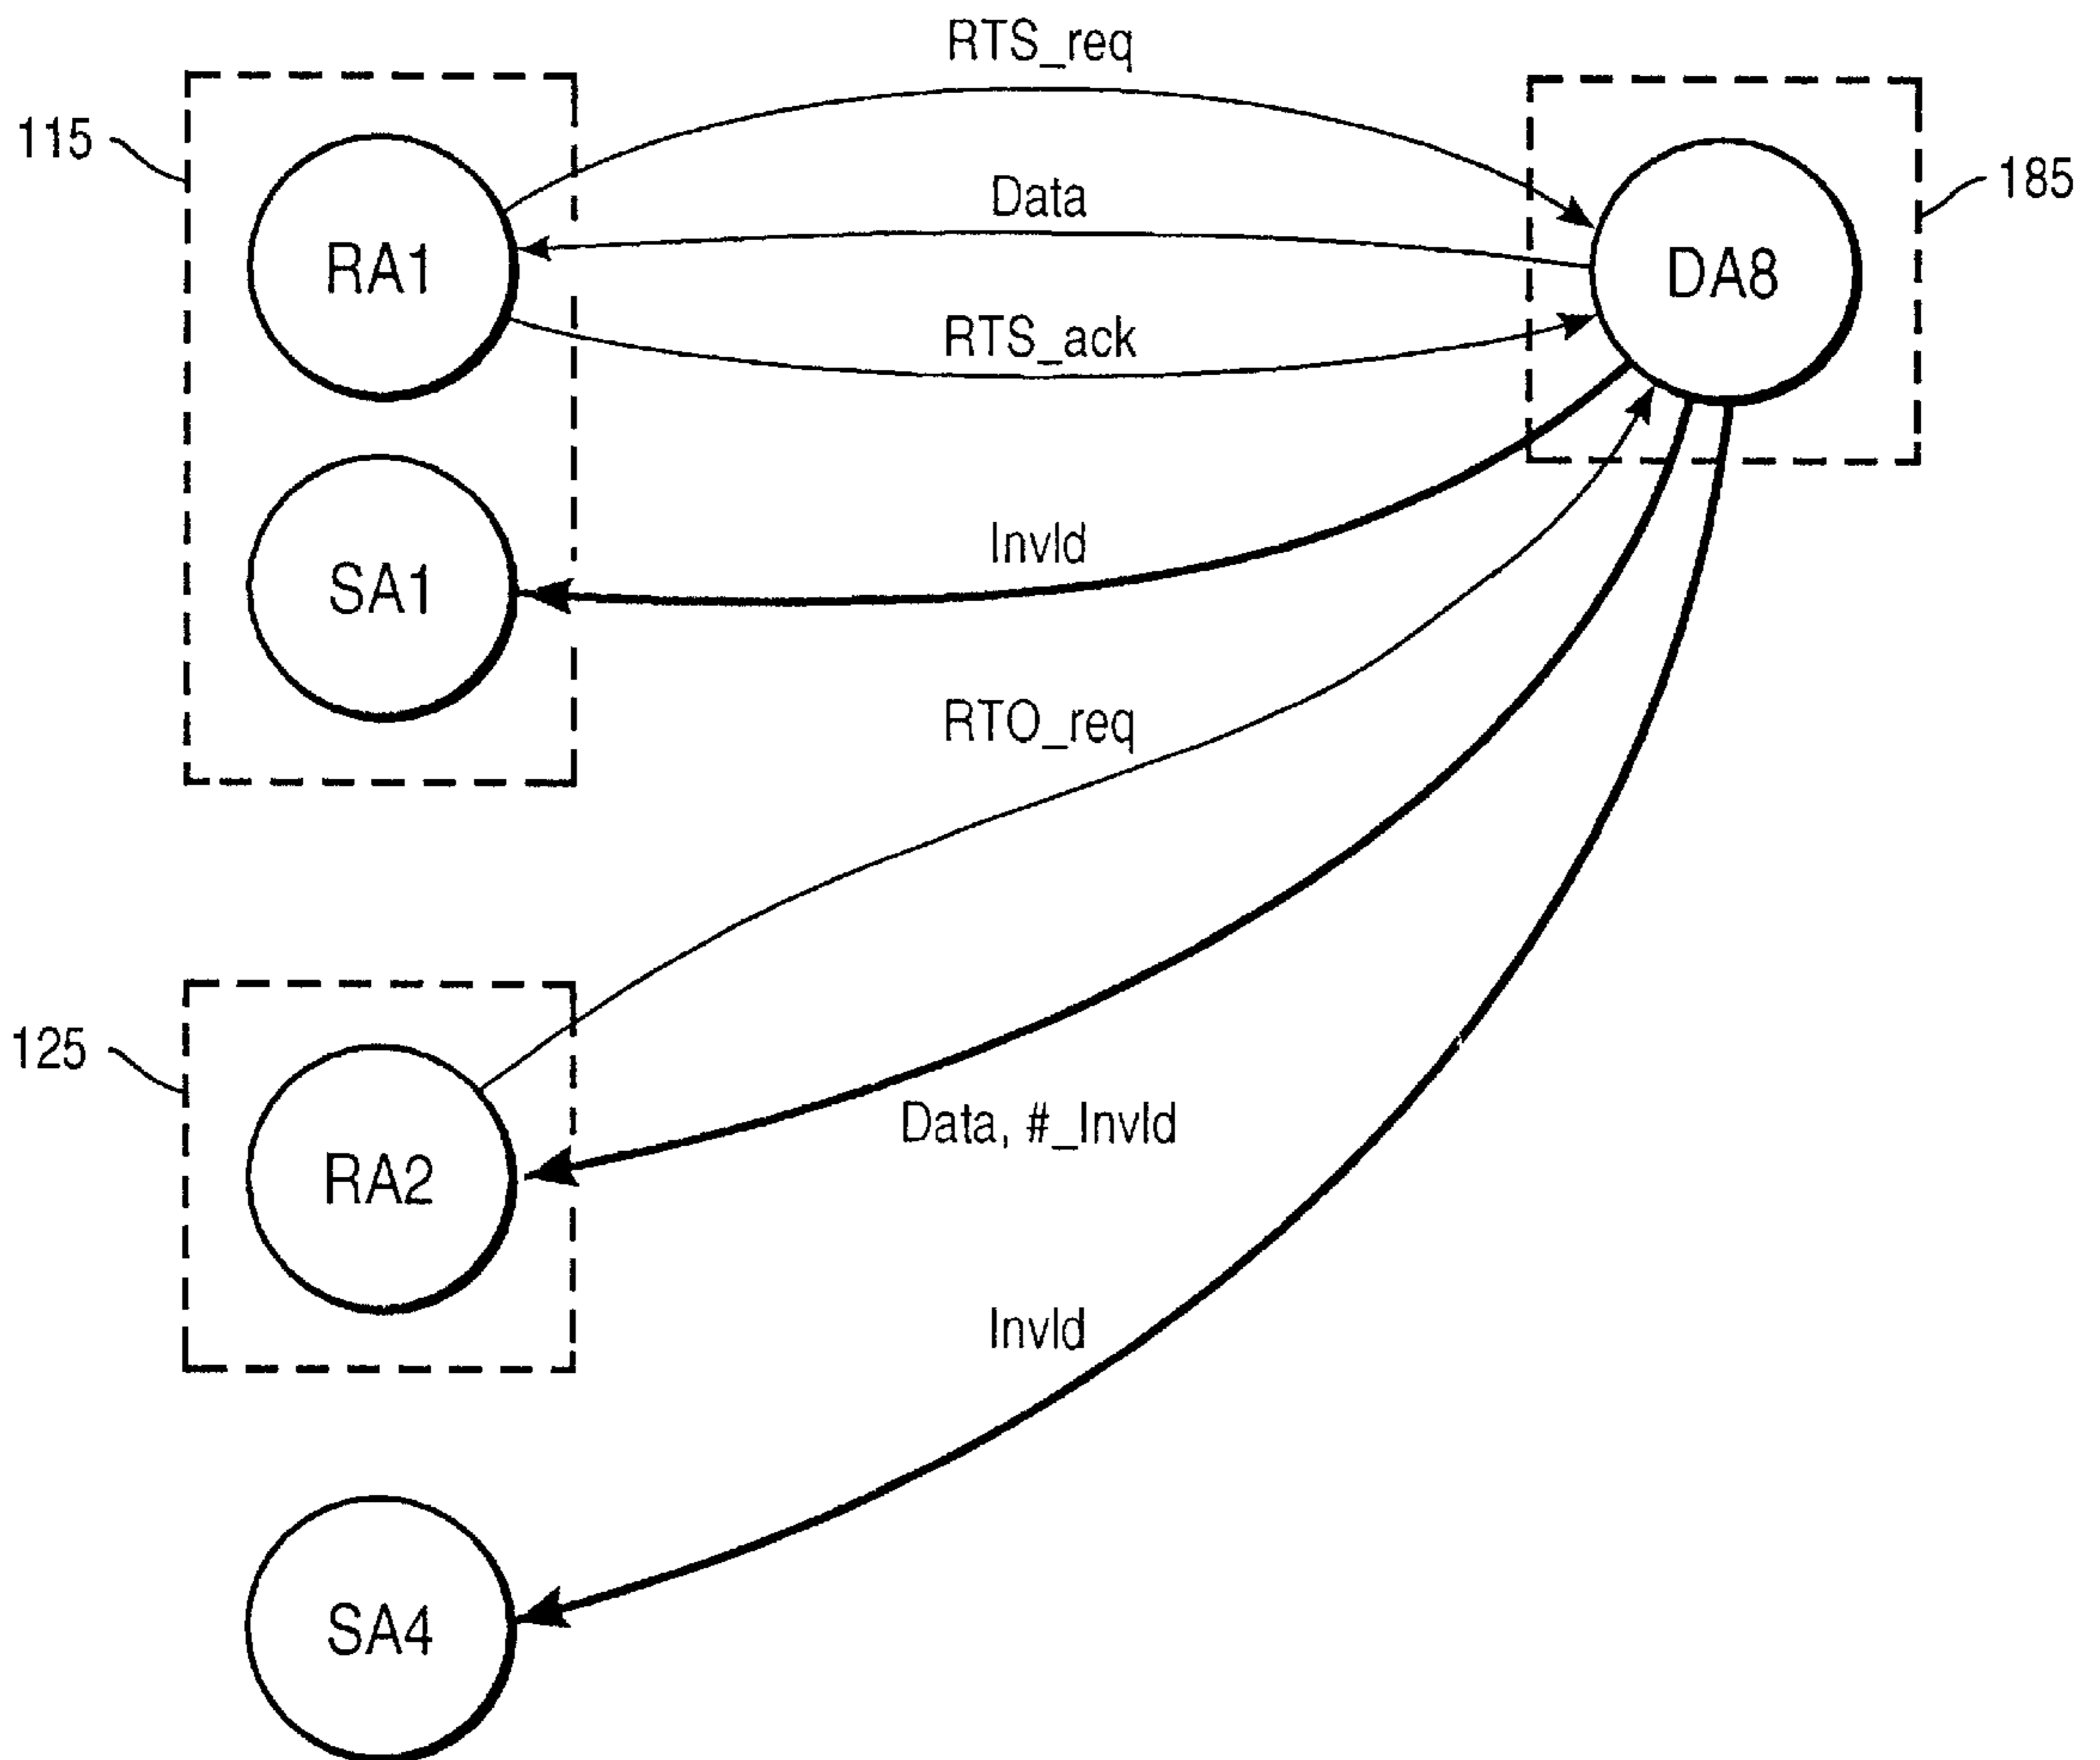 RTS_req
115
185
Data
RA1
DA8
RTS_ack
Invld
SA1
RTO_req
125
Data, #_Invld
RA2
Invld
SA4